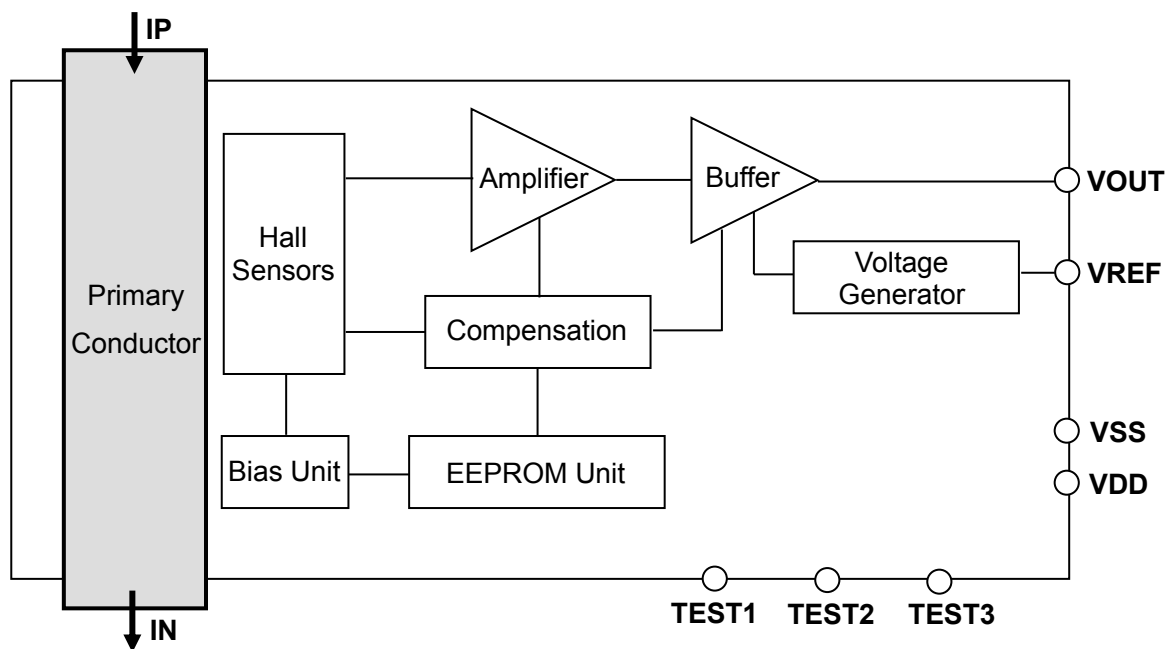 IP
Amplifier
Buffer
VOUT
Hall
Sensors
Voltage
Generator
VREF
Primary
Conductor
Compensation
VSS
Bias Unit
EEPROM Unit
VDD
TEST1
TEST2
TEST3
IN